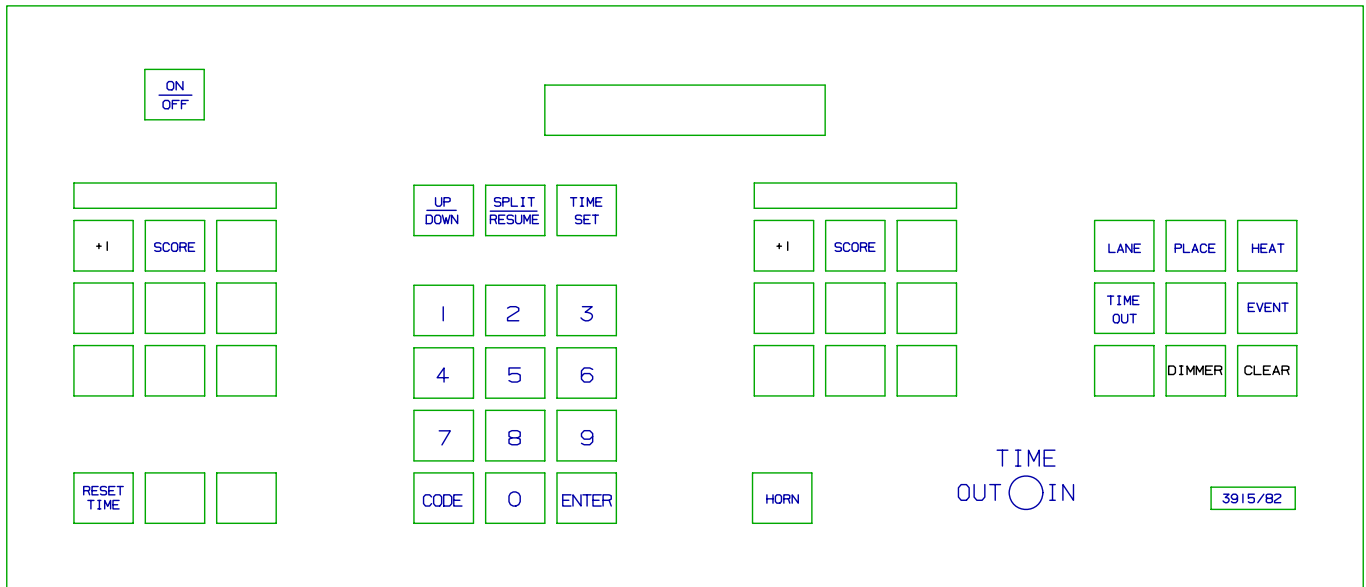 ON
OFF
UP
DOWN
SPLIT
RESUME
TIME
SET
+1
SCORE
+1
SCORE
LANE
PLACE
HEAT
TIME
OUT
EVENT
DIMMER
CLEAR
1
2
3
4
5
6
7
8
9
CODE
0
ENTER
RESET
TIME
HORN
TIME
OUT IN
3915/82